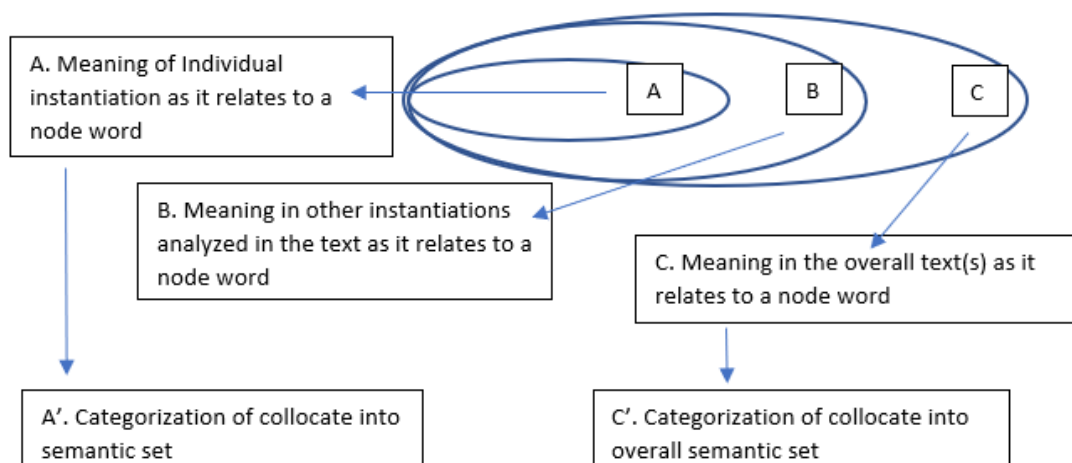 A. Meaning of Individual
instantiation as it relates to a
node word
A
B
C
B. Meaning in other instantiations
analyzed in the text as it relates to a
node word
C. Meaning in the overall text(s) as it
relates to a node word
A’. Categorization of collocate into
semantic set
C’. Categorization of collocate into
overall semantic set